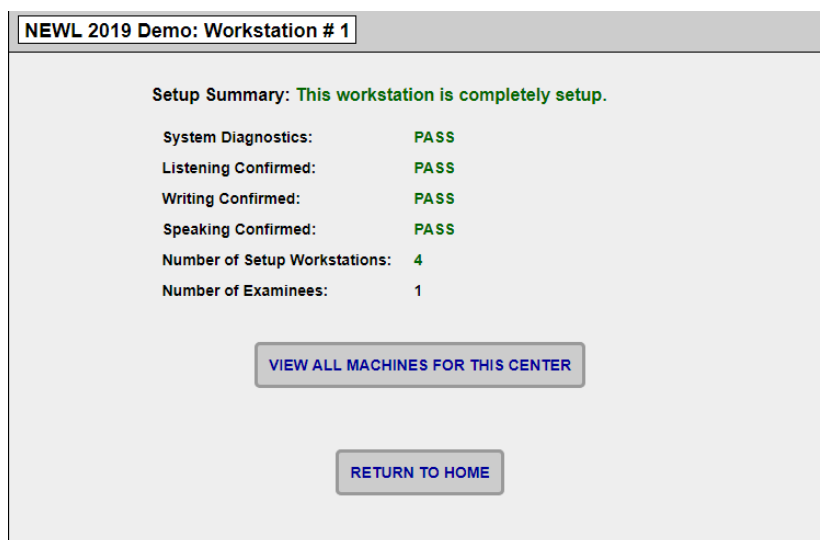 NEWL 2019 Demo: Workstation # 1
Setup Summary: This workstation is completely setup.
System Diagnostics: PASS
Listening Confirmed: PASS
Writing Confirmed: PASS
Speaking Confirmed: PASS
Number of Setup Workstations: 4
Number of Examinees: 1
VIEW ALL MACHINES FOR THIS CENTER
RETURN TO HOME